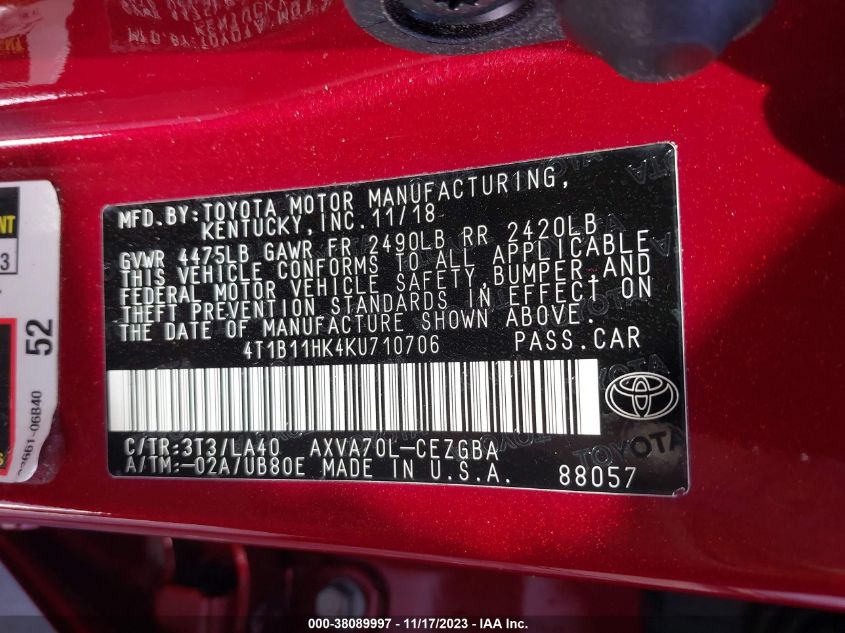 MFD. BY: TOYOTA MOTOR MANUFACTURING,
KENTUCKY, INC. 11/18
GVWR 4475LB GAWR FR 2490LB RR 2420LB
THIS VEHICLE CONFORMS TO ALL APPLICABLE
FEDERAL MOTOR VEHICLE SAFETY, BUMPER, AND
THEFT PREVENTION STANDARDS IN EFFECT ON
THE DATE OF MANUFACTURE SHOWN ABOVE.
4T1B11HK4KU710706 PASS. CAR
TOYOTA
C/TR:3T3/LA40 AXVA70L-CEZGBA
A/TM:-02A/UB80E MADE IN U.S.A.
88057
52
06B40
000-38089997 - 11/17/2023 - IAA Inc.